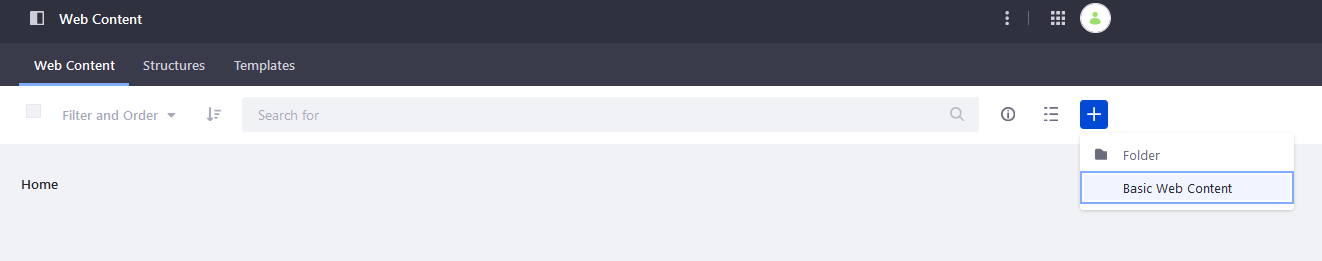 Web Content
Web Content Structures Templates
Filter and Order Search for
Folder
Home
Basic Web Content